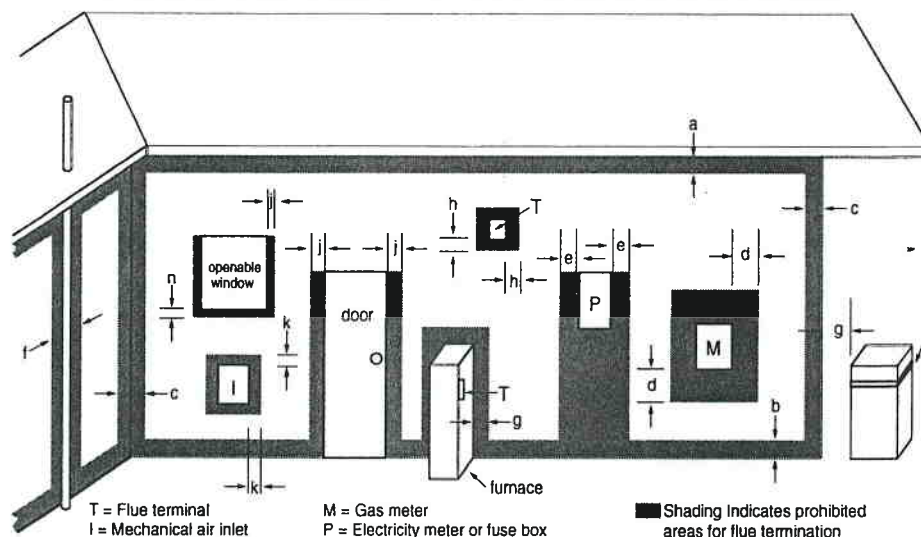 a
j
h
T
c
j
j
e
e
d
openable
window
n
P
h
door
k
M
g
f
I
d
c
T
b
g
k
furnace
T = Flue terminal
M = Gas meter
Shading Indicates prohibited
I = Mechanical air inlet
P = Electricity meter or fuse box
areas for flue termination